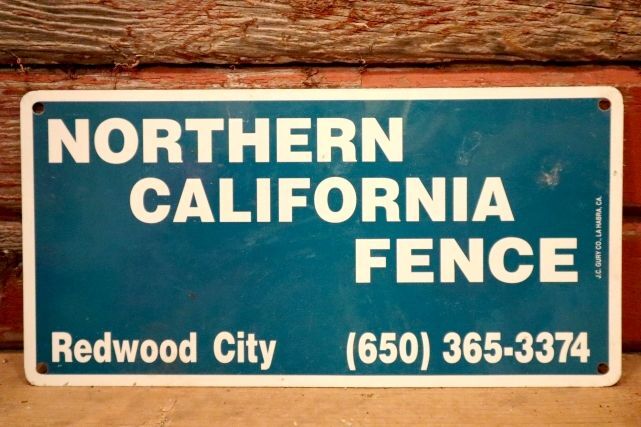 NORTHERN
CALIFORNIA
FENCE
Redwood City (650) 365-3374
J.C. GURY CO., LA HABRA, CA.